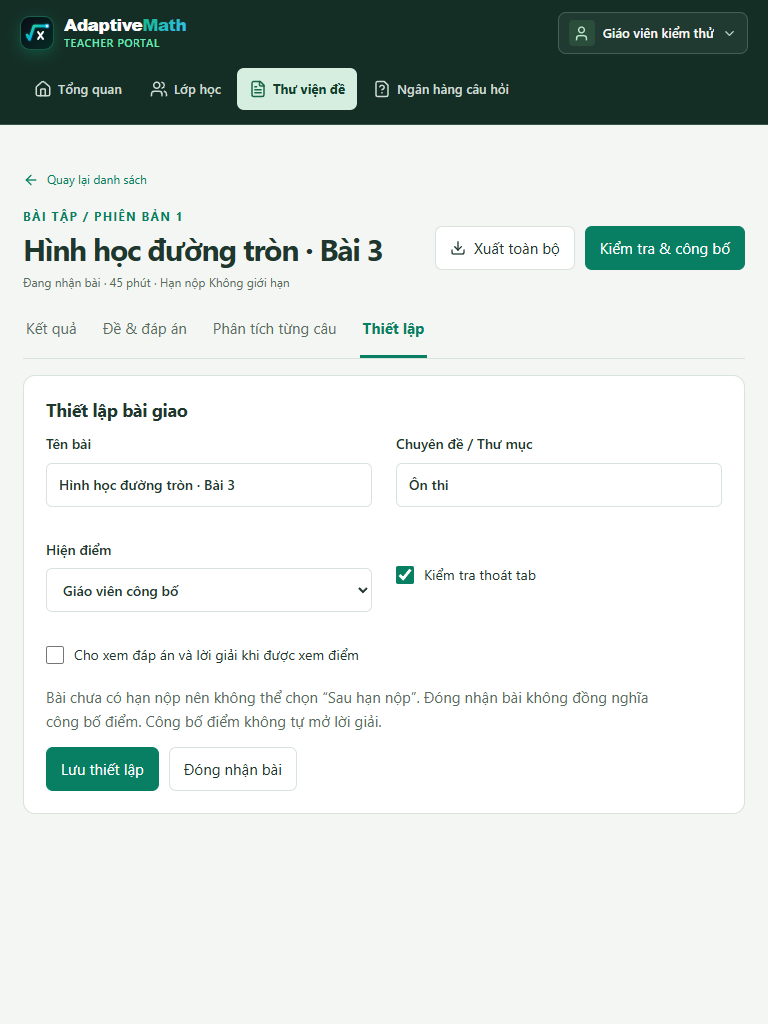 AdaptiveMath
TEACHER PORTAL
Giáo viên kiểm thử
Tổng quan
Lớp học
Thư viện đề
Ngân hàng câu hỏi
Quay lại danh sách
BÀI TẬP / PHIÊN BẢN 1
Hình học đường tròn · Bài 3
Đang nhận bài · 45 phút · Hạn nộp Không giới hạn
Xuất toàn bộ
Kiểm tra & công bố
Kết quả
Đề & đáp án
Phân tích từng câu
Thiết lập
Thiết lập bài giao
Tên bài
Chuyên đề / Thư mục
Hình học đường tròn · Bài 3
Ôn thi
Hiện điểm
Giáo viên công bố
Kiểm tra thoát tab
Cho xem đáp án và lời giải khi được xem điểm
Bài chưa có hạn nộp nên không thể chọn “Sau hạn nộp”. Đóng nhận bài không đồng nghĩa
công bố điểm. Công bố điểm không tự mở lời giải.
Lưu thiết lập
Đóng nhận bài